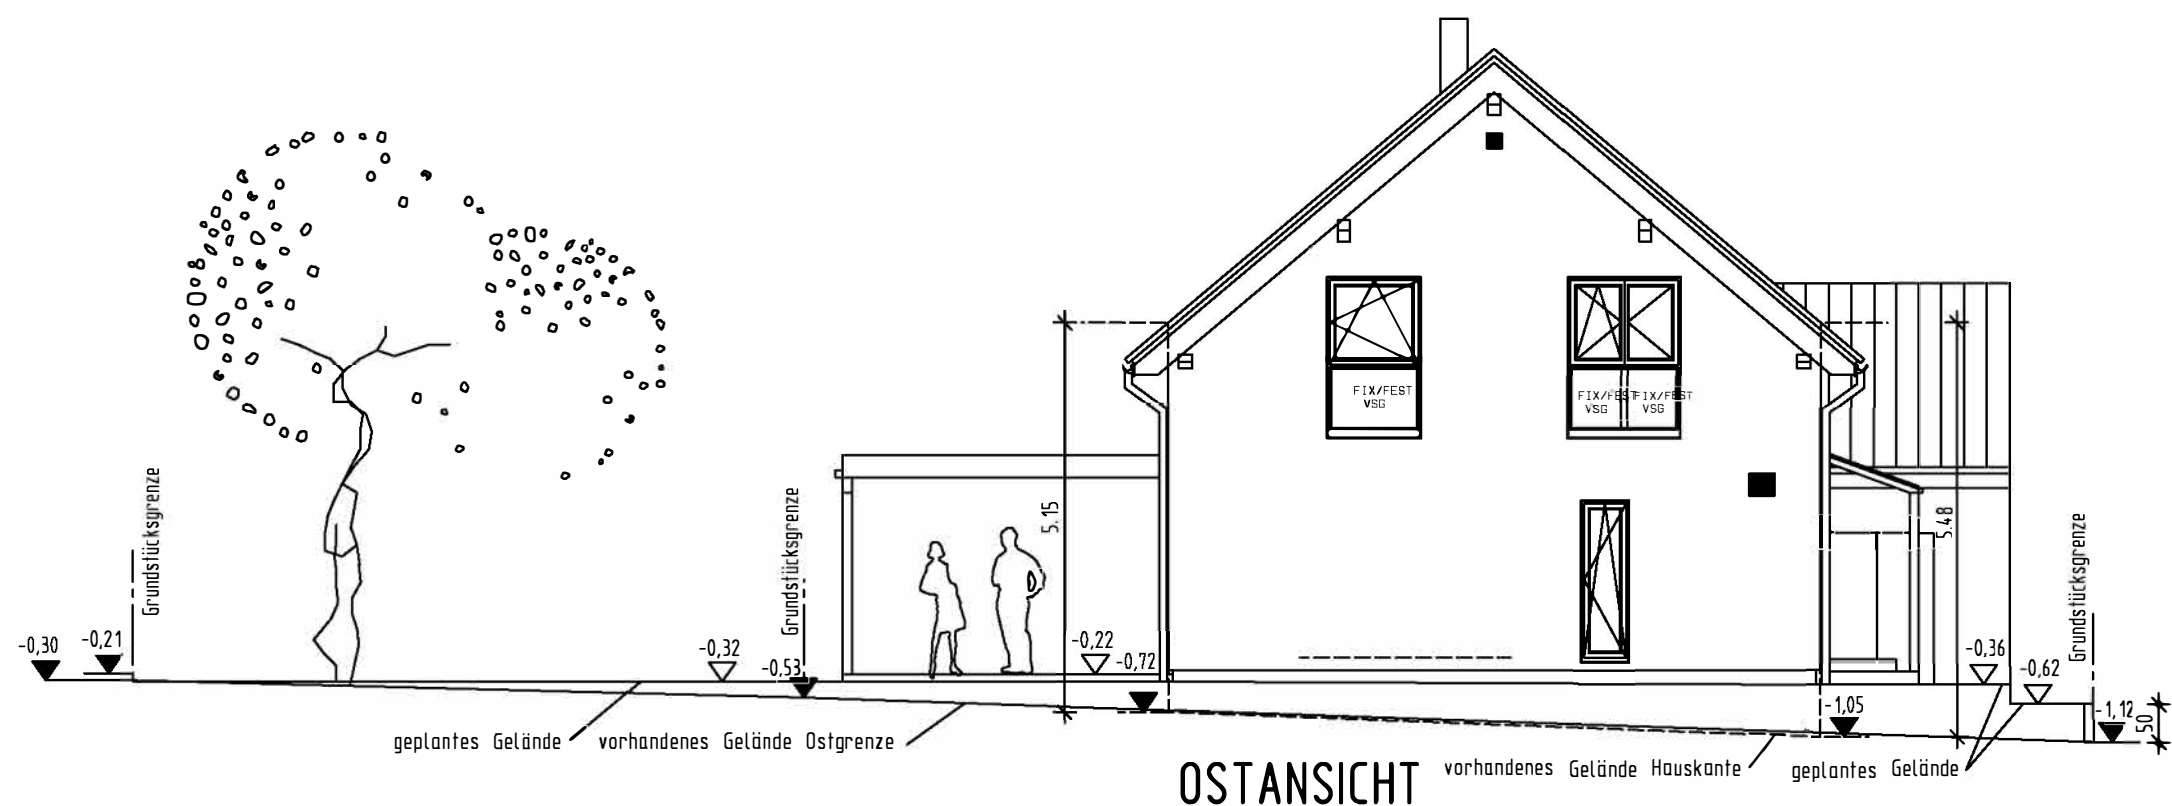 FIX/FEST
VSG
FIX/FEST
VSG
FIX/FEST
VSG
Grundstücksgrenze
Grundstücksgrenze
Grundstücksgrenze
5.15
5.48
-0,30
-0,21
-0,32
-0,53
-0,22
-0,72
-0,36
-0,62
-1,05
-1,12
50
geplantes Gelände
vorhandenes Gelände Ostgrenze
OSTANSICHT
vorhandenes Gelände Hauskante
geplantes Gelände